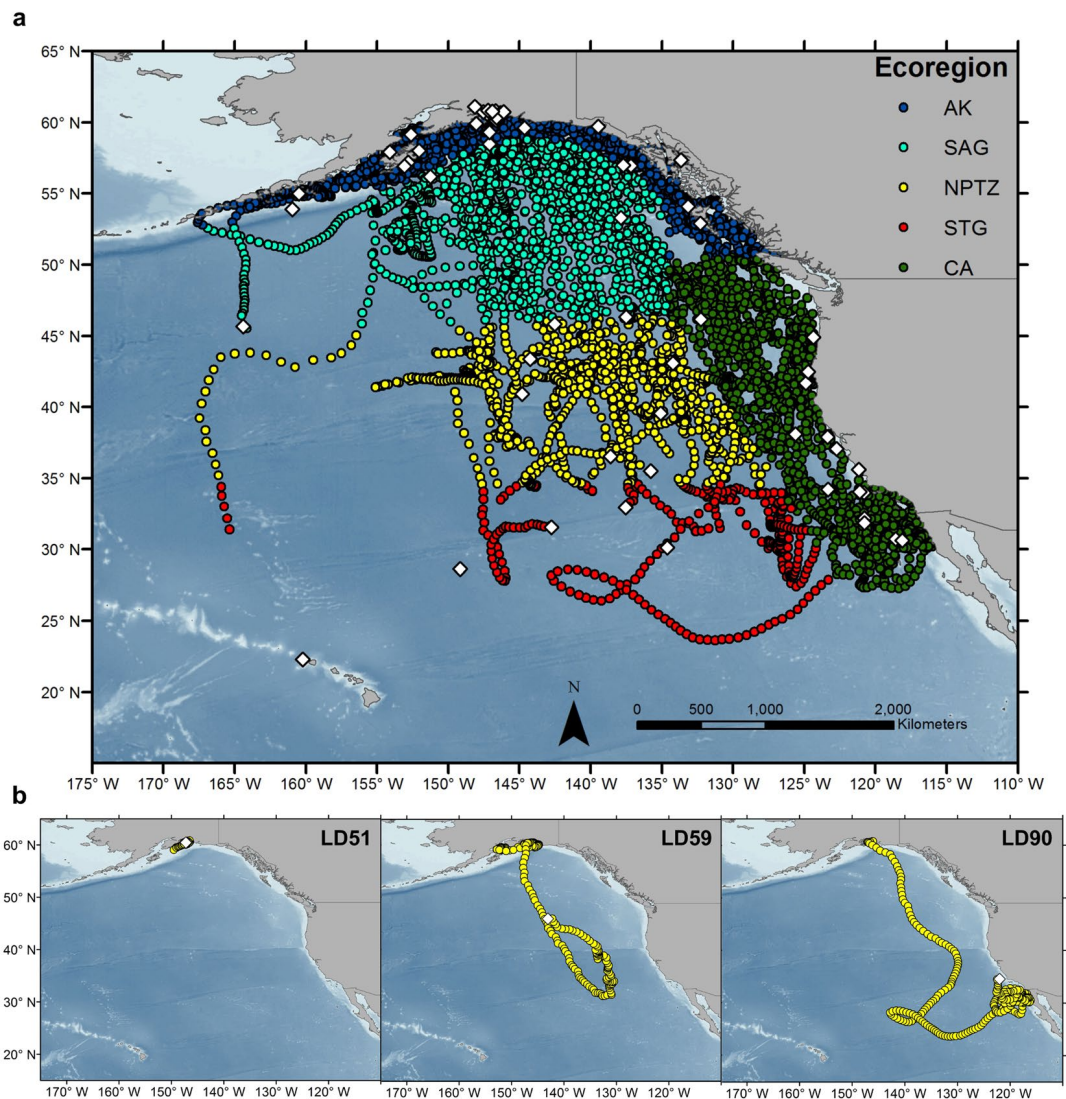 a
65° N
60° N
55° N
50° N
45° N
40° N
35° N
30° N
25° N
20° N
Ecoregion
AK
SAG
NPTZ
STG
CA
N
0 500 1,000 2,000
Kilometers
175° W 170° W 165° W 160° W 155° W 150° W 145° W 140° W 135° W 130° W 125° W 120° W 115° W 110° W
b
LD51 LD59 LD90
60° N
50° N
40° N
30° N
20° N
170° W 160° W 150° W 140° W 130° W 120° W 170° W 160° W 150° W 140° W 130° W 120° W 170° W 160° W 150° W 140° W 130° W 120° W